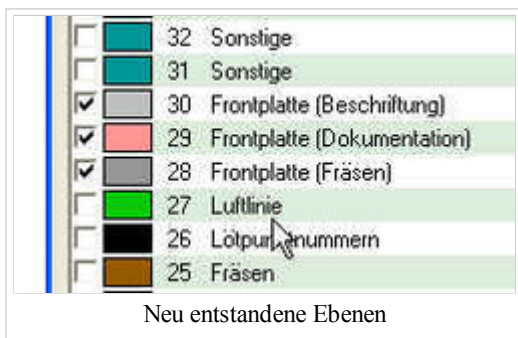 32 Sonstige
31 Sonstige
30 Frontplatte (Beschriftung)
29 Frontplatte (Dokumentation)
28 Frontplatte (Fräsen)
27 Luftlinie
26
25 Fräsen
Neu entstandene Ebenen